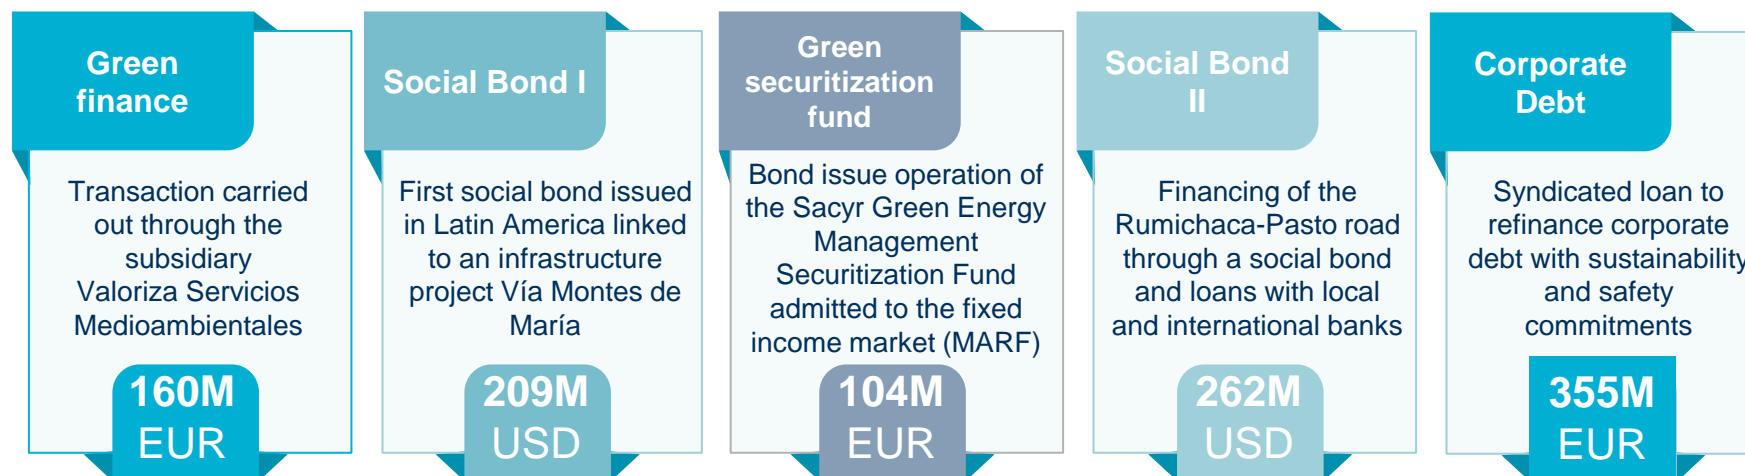 Green
finance
Transaction carried
out through the
subsidiary
Valoriza Servicios
Medioambientales
160M
EUR
Social Bond I
First social bond issued
in Latin America linked
to an infrastructure
project Vía Montes de
María
209M
USD
Green
securitization
fund
Bond issue operation of
the Sacyr Green Energy
Management
Securitization Fund
admitted to the fixed
income market (MARF)
104M
EUR
Social Bond
II
Financing of the
Rumichaca-Pasto road
through a social bond
and loans with local
and international banks
262M
USD
Corporate
Debt
Syndicated loan to
refinance corporate
debt with sustainability
and safety
commitments
355M
EUR